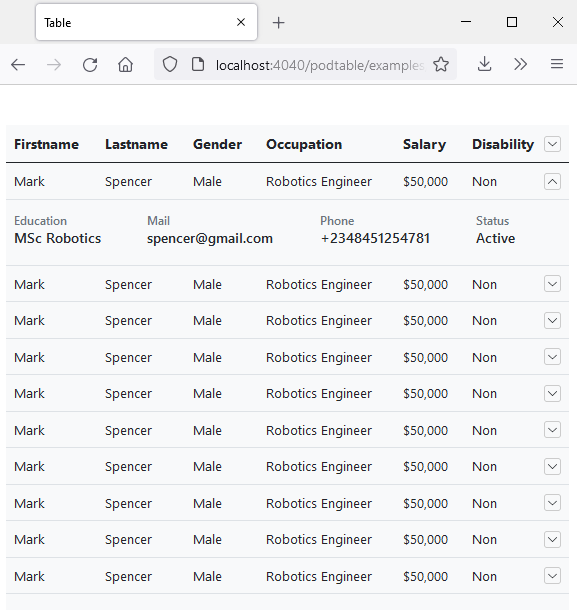 Table
localhost:4040/podtable/examples
Firstname Lastname Gender Occupation Salary Disability
Mark Spencer Male Robotics Engineer $50,000 Non
Education Mail Phone Status
MSc Robotics spencer@gmail.com +2348451254781 Active
Mark Spencer Male Robotics Engineer $50,000 Non
Mark Spencer Male Robotics Engineer $50,000 Non
Mark Spencer Male Robotics Engineer $50,000 Non
Mark Spencer Male Robotics Engineer $50,000 Non
Mark Spencer Male Robotics Engineer $50,000 Non
Mark Spencer Male Robotics Engineer $50,000 Non
Mark Spencer Male Robotics Engineer $50,000 Non
Mark Spencer Male Robotics Engineer $50,000 Non
Mark Spencer Male Robotics Engineer $50,000 Non